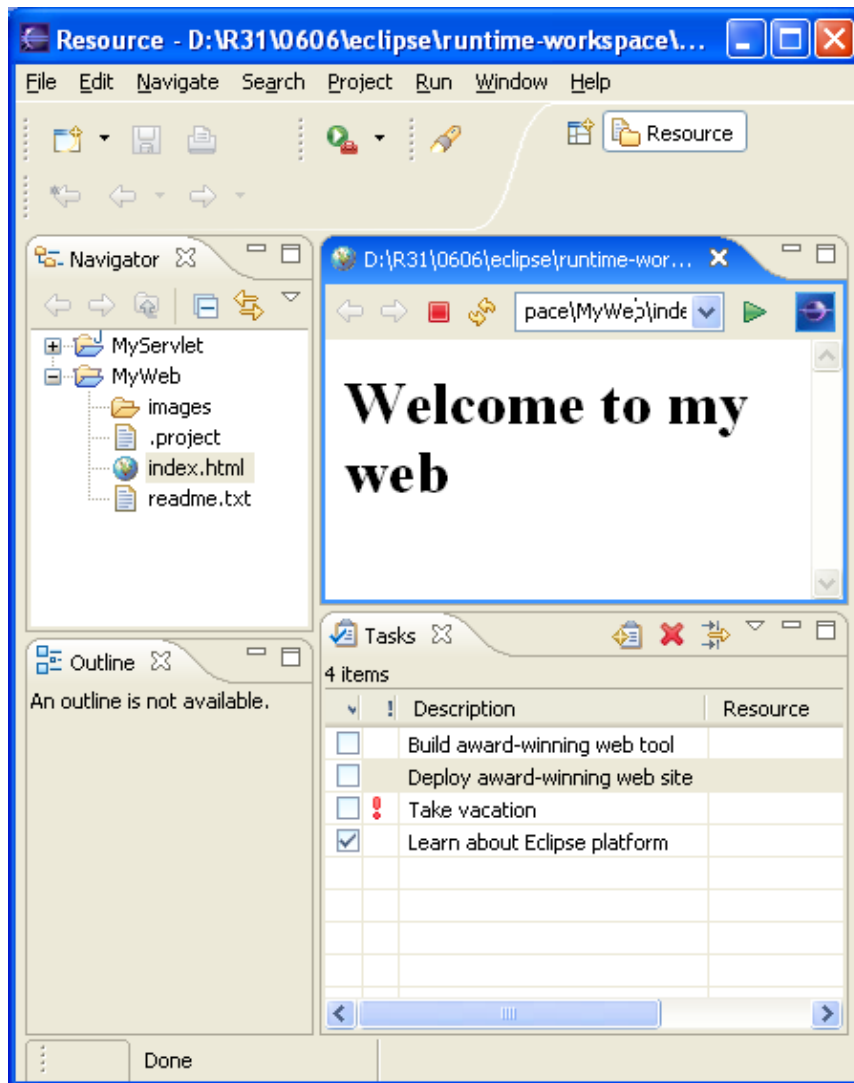 Resource - D:\R31\0606\eclipse\runtime-workspace\...
File Edit Navigate Search Project Run Window Help
Resource
Navigator
MyServlet
MyWeb
images
.project
index.html
readme.txt
D:\R31\0606\eclipse\runtime-wor...
pace\MyWeb\inde
Welcome to my
web
Outline
An outline is not available.
Tasks
4 items
! Description Resource
Build award-winning web tool
Deploy award-winning web site
Take vacation
Learn about Eclipse platform
Done